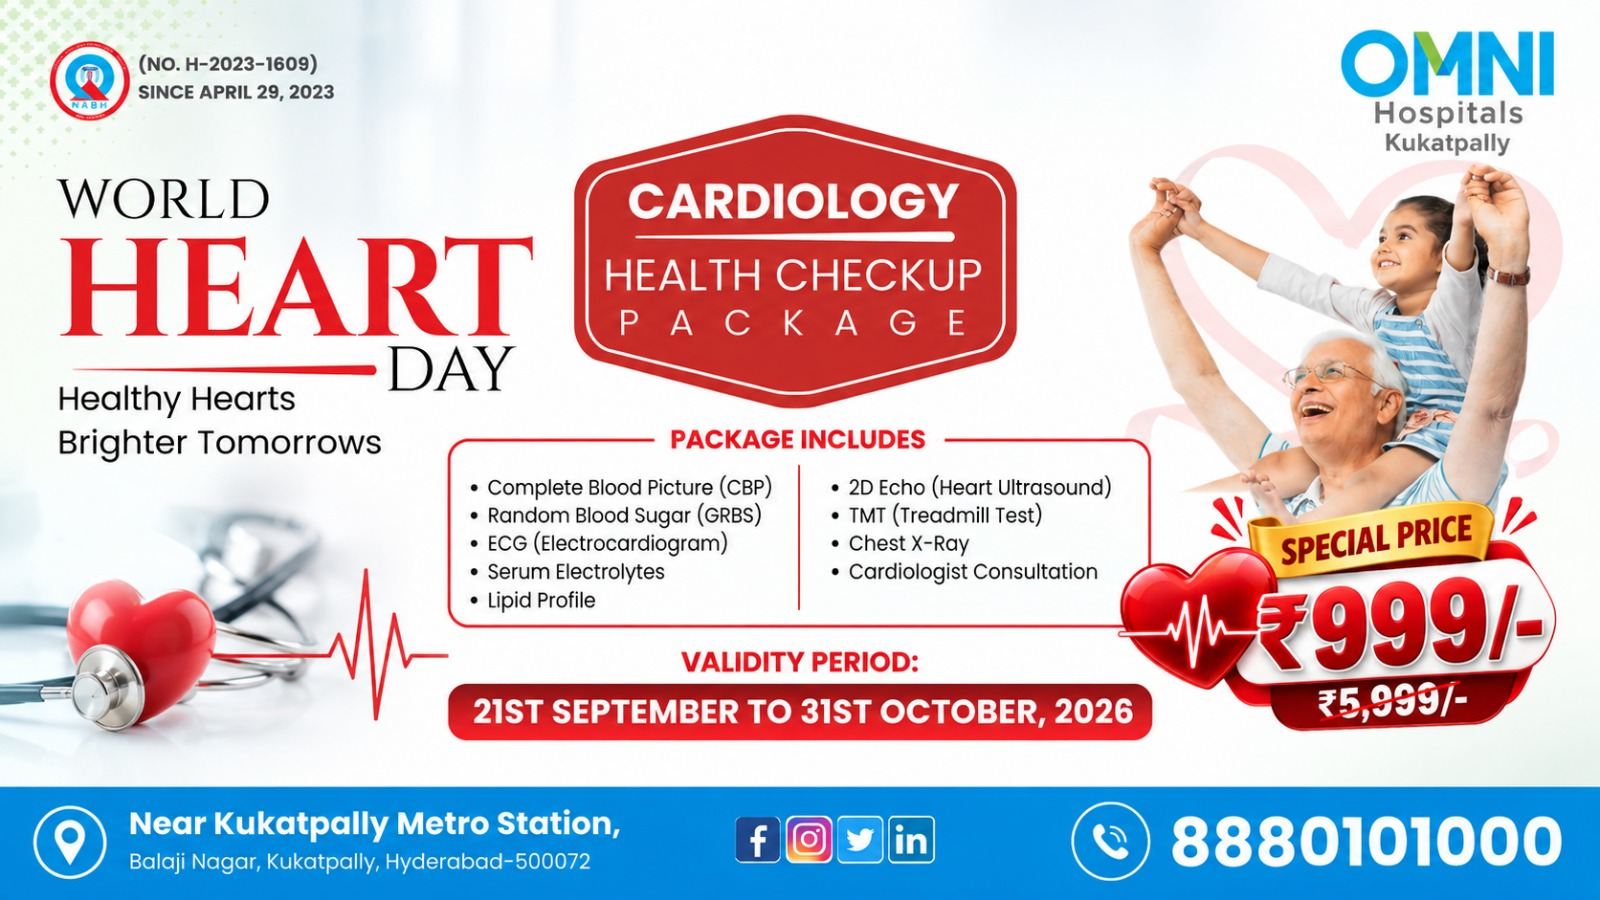 NABH
(NO. H-2023-1609)
SINCE APRIL 29, 2023
OMNI
Hospitals
Kukatpally
WORLD
HEART
DAY
Healthy Hearts
Brighter Tomorrows
CARDIOLOGY
HEALTH CHECKUP
PACKAGE
PACKAGE INCLUDES
• Complete Blood Picture (CBP)
• Random Blood Sugar (GRBS)
• ECG (Electrocardiogram)
• Serum Electrolytes
• Lipid Profile
• 2D Echo (Heart Ultrasound)
• TMT (Treadmill Test)
• Chest X-Ray
• Cardiologist Consultation
SPECIAL PRICE
₹999/-
₹5,999/-
VALIDITY PERIOD:
21ST SEPTEMBER TO 31ST OCTOBER, 2026
Near Kukatpally Metro Station,
Balaji Nagar, Kukatpally, Hyderabad-500072
8880101000